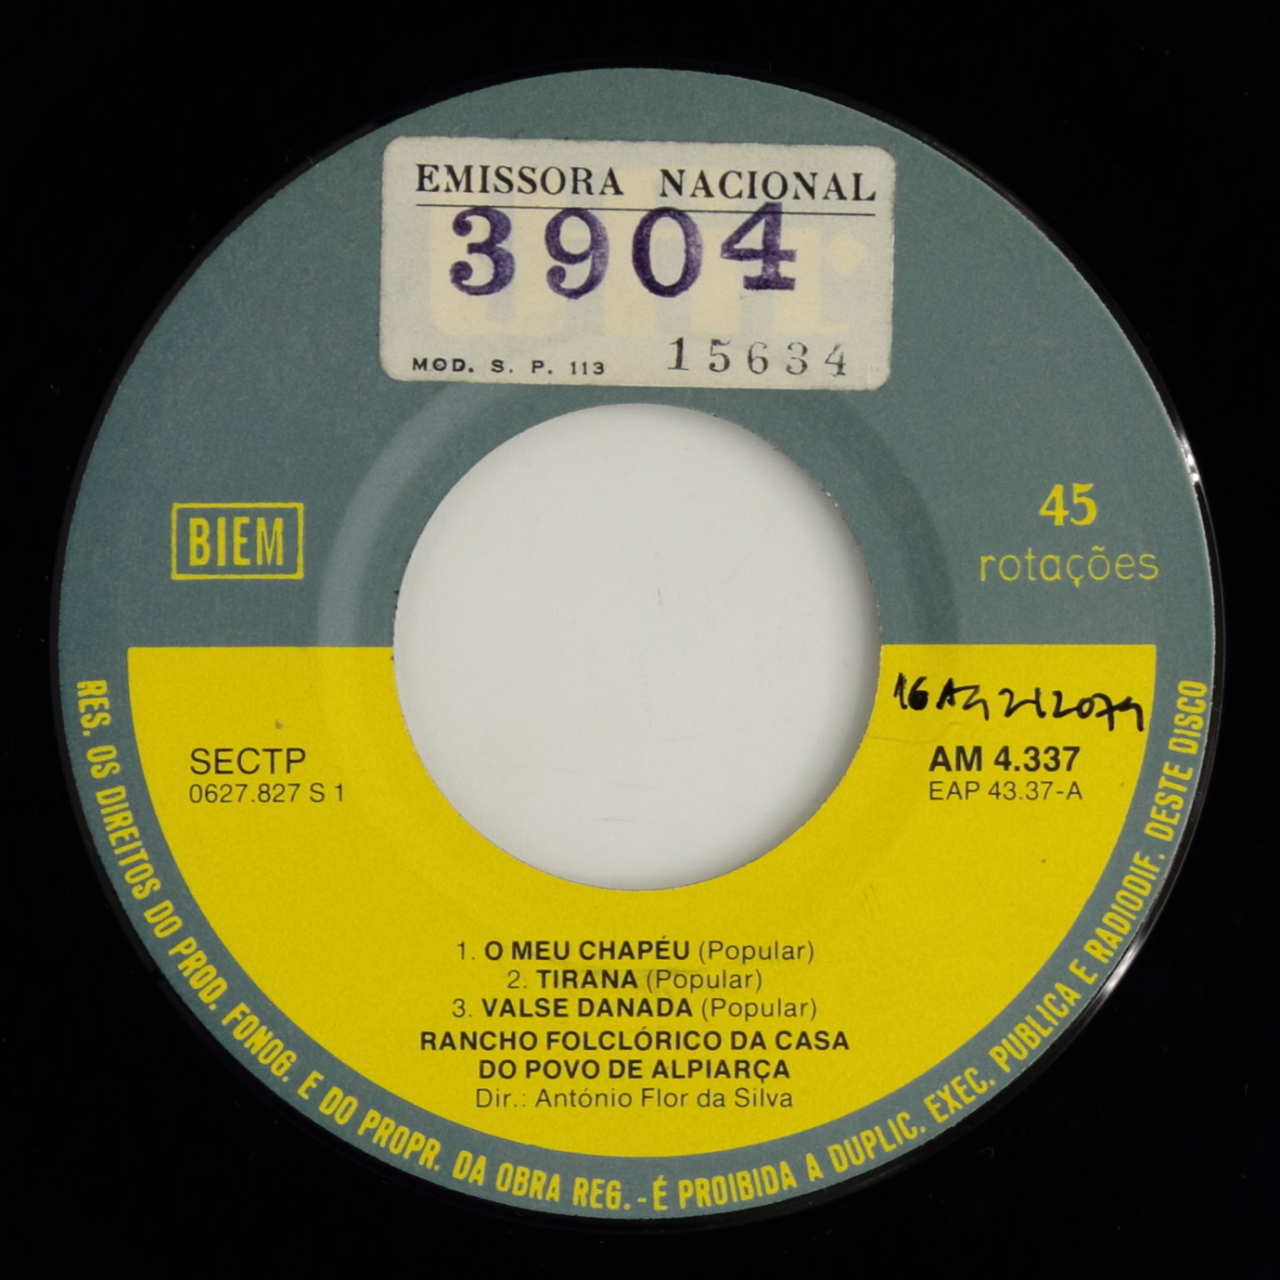 EMISSORA NACIONAL
3904
MOD. S. P. 113 15634
BIEM
45
rotações
SECTP
0627.827 S 1
AM 4.337
EAP 43.37-A
1. O MEU CHAPÉU (Popular)
2. TIRANA (Popular)
3. VALSE DANADA (Popular)
RANCHO FOLCLÓRICO DA CASA
DO POVO DE ALPIARÇA
Dir.: António Flor da Silva
RES. OS DIREITOS DO PROD. FONOG. E DO PROPR. DA OBRA REG. - É PROIBIDA A DUPLIC. EXEC. PUBLICA E RADIODIF. DESTE DISCO